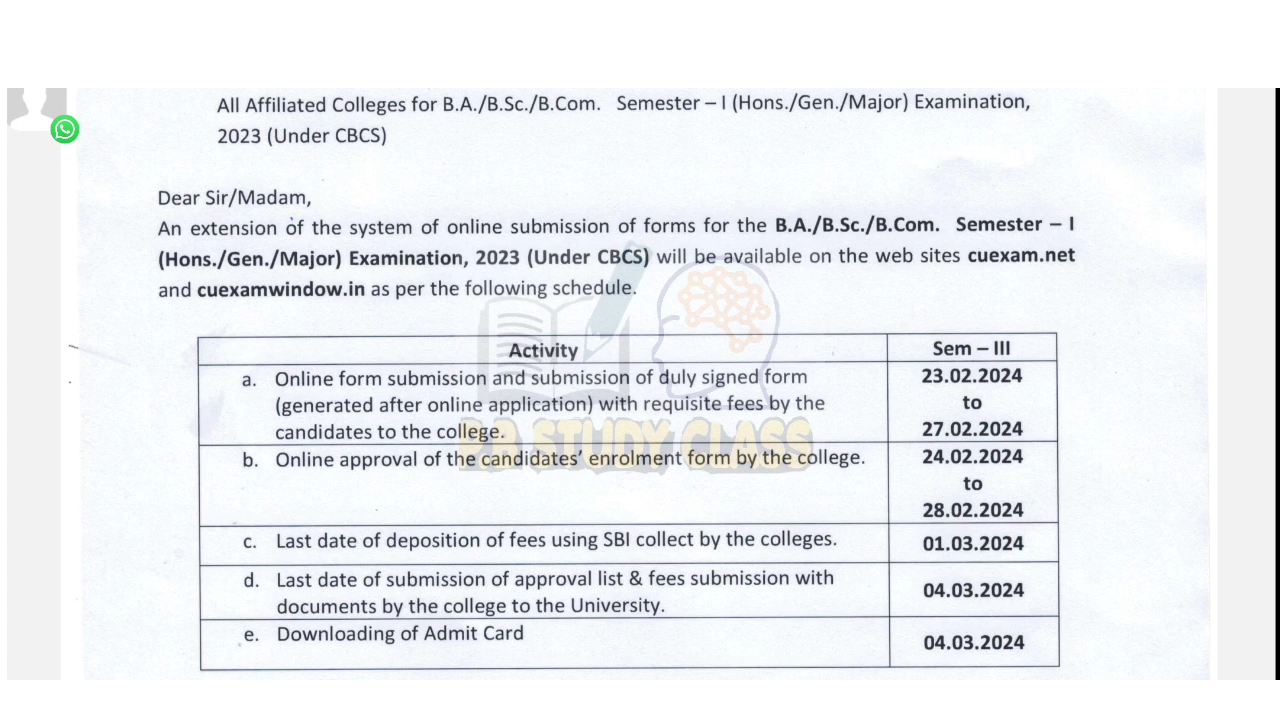 All Affiliated Colleges for B.A./B.Sc./B.Com. Semester – I (Hons./Gen./Major) Examination,
2023 (Under CBCS)
Dear Sir/Madam,
An extension of the system of online submission of forms for the B.A./B.Sc./B.Com. Semester – I
(Hons./Gen./Major) Examination, 2023 (Under CBCS) will be available on the web sites cuexam.net
and cuexamwindow.in as per the following schedule.
Activity
Sem – III
a. Online form submission and submission of duly signed form
(generated after online application) with requisite fees by the
candidates to the college.
23.02.2024
to
27.02.2024
b. Online approval of the candidates' enrolment form by the college.
24.02.2024
to
28.02.2024
c. Last date of deposition of fees using SBI collect by the colleges.
01.03.2024
d. Last date of submission of approval list & fees submission with
documents by the college to the University.
04.03.2024
e. Downloading of Admit Card
04.03.2024
STUDY CLASS